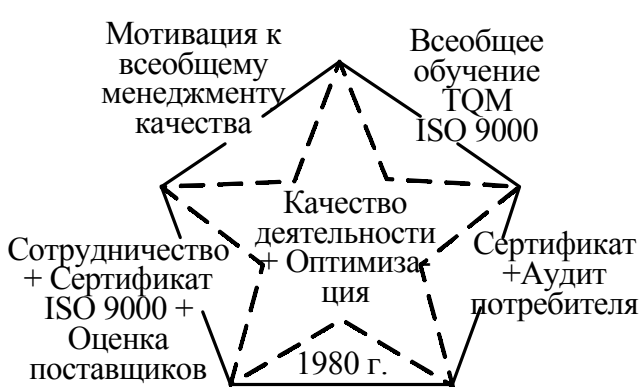 Мотивация к
всеобщему
менеджменту
качества
Всеобщее
обучение
TQM
ISO 9000
Качество
деятельности
+ Оптимиза-
ция
Сотрудничество
+ Сертификат
ISO 9000 +
Оценка
поставщиков
Сертификат
+Аудит
потребителя
1980 г.